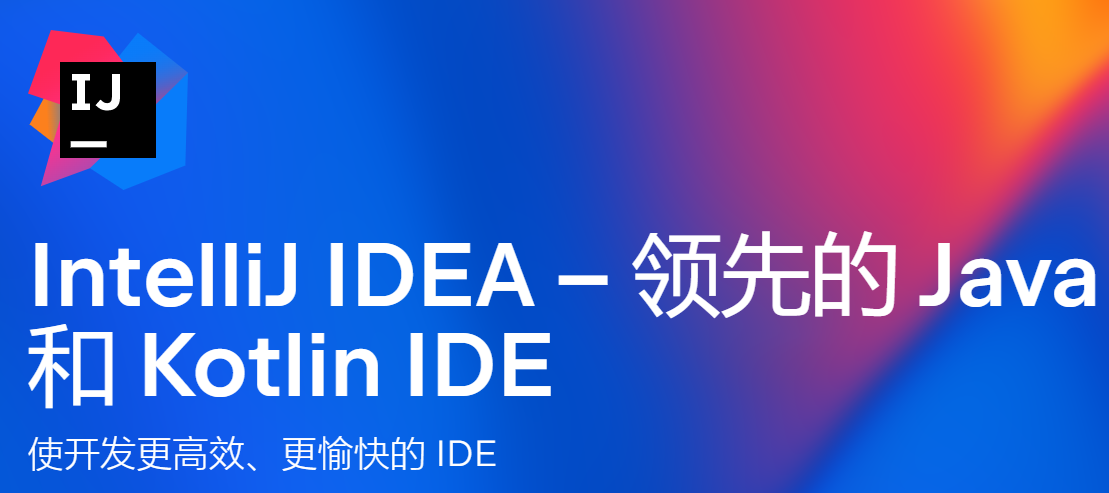 IJ
IntelliJ IDEA – 领先的 Java
和 Kotlin IDE
使开发更高效、更愉快的 IDE